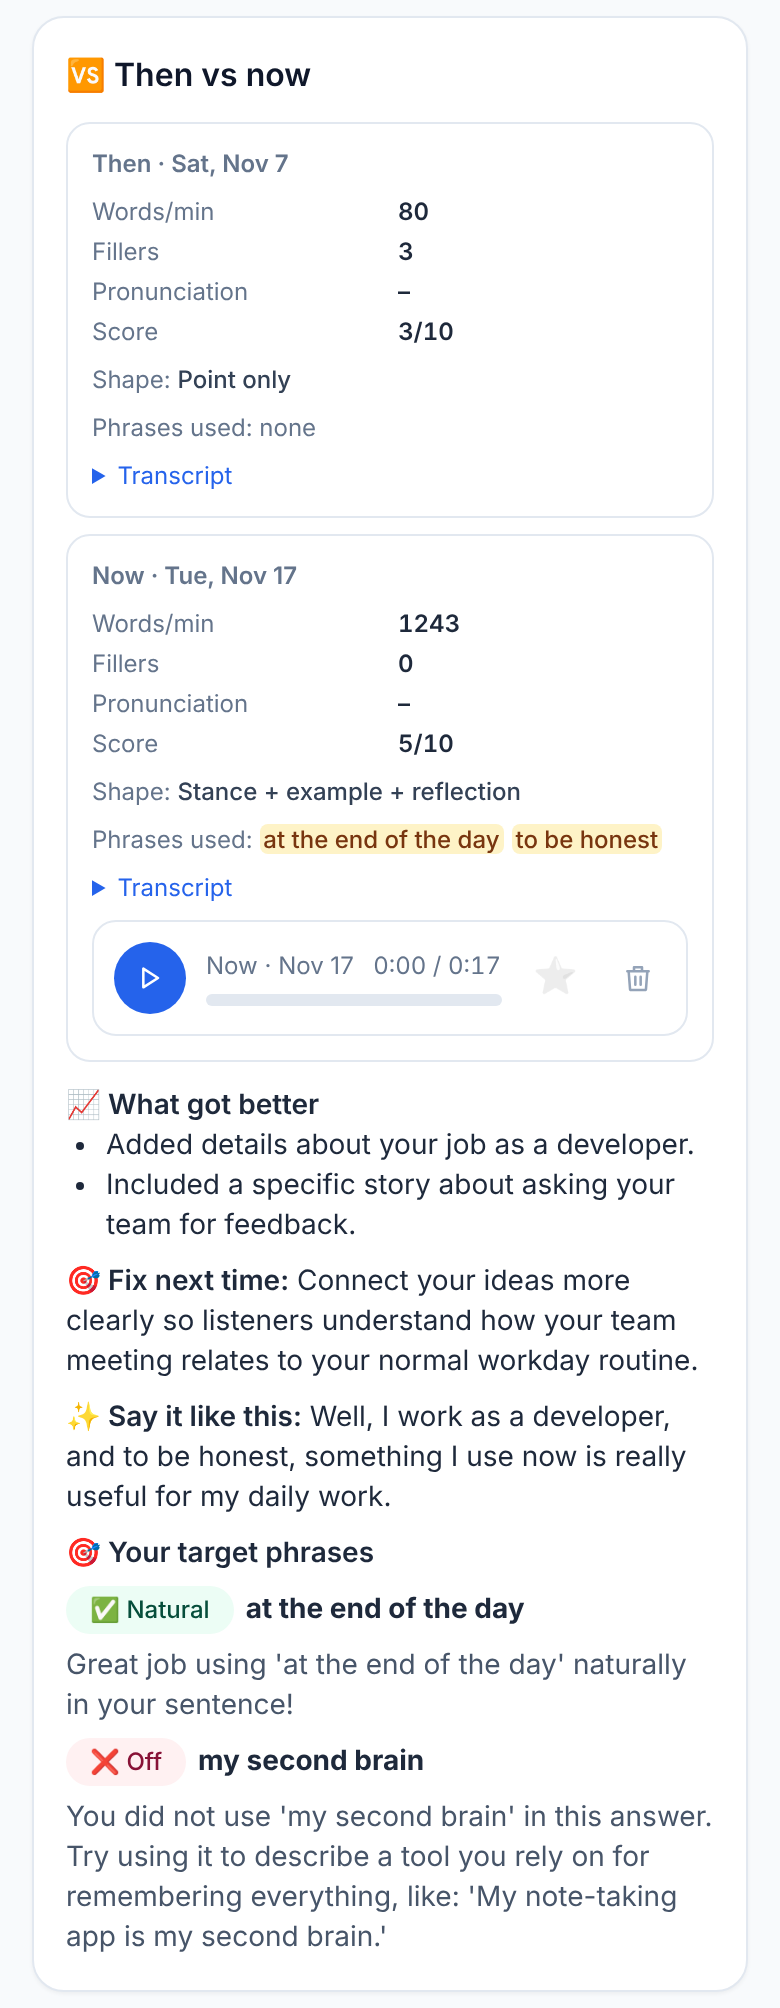 🆚 Then vs now
Then · Sat, Nov 7
Words/min 80
Fillers 3
Pronunciation –
Score 3/10
Shape: Point only
Phrases used: none
▶ Transcript
Now · Tue, Nov 17
Words/min 1243
Fillers 0
Pronunciation –
Score 5/10
Shape: Stance + example + reflection
Phrases used: at the end of the day to be honest
▶ Transcript
Now · Nov 17 0:00 / 0:17
📈 What got better
• Added details about your job as a developer.
• Included a specific story about asking your
team for feedback.
🎯 Fix next time: Connect your ideas more
clearly so listeners understand how your team
meeting relates to your normal workday routine.
✨ Say it like this: Well, I work as a developer,
and to be honest, something I use now is really
useful for my daily work.
🎯 Your target phrases
✅ Natural at the end of the day
Great job using 'at the end of the day' naturally
in your sentence!
❌ Off my second brain
You did not use 'my second brain' in this answer.
Try using it to describe a tool you rely on for
remembering everything, like: 'My note-taking
app is my second brain.'